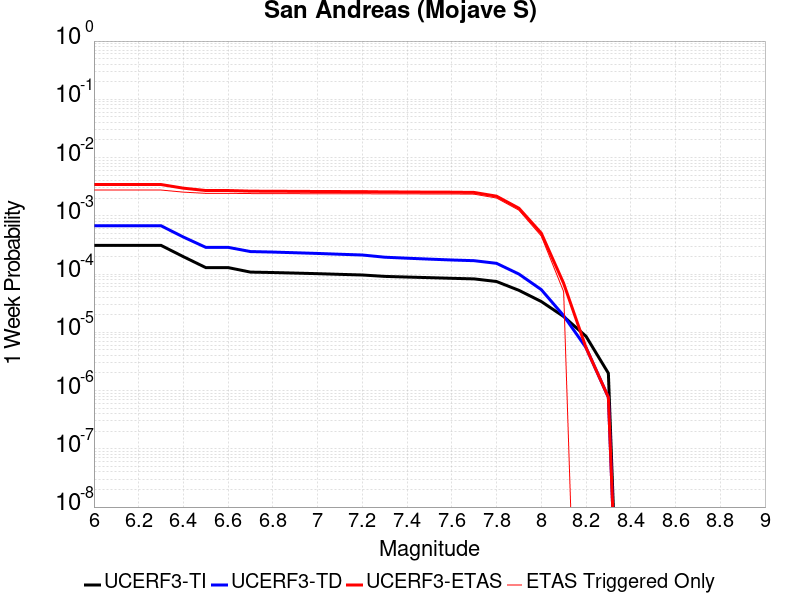 San Andreas (Mojave S)
10^0
10^-1
10^-2
10^-3
10^-4
10^-5
10^-6
10^-7
10^-8
1 Week Probability
6 6.2 6.4 6.6 6.8 7 7.2 7.4 7.6 7.8 8 8.2 8.4 8.6 8.8 9
Magnitude
UCERF3-TI UCERF3-TD UCERF3-ETAS ETAS Triggered Only